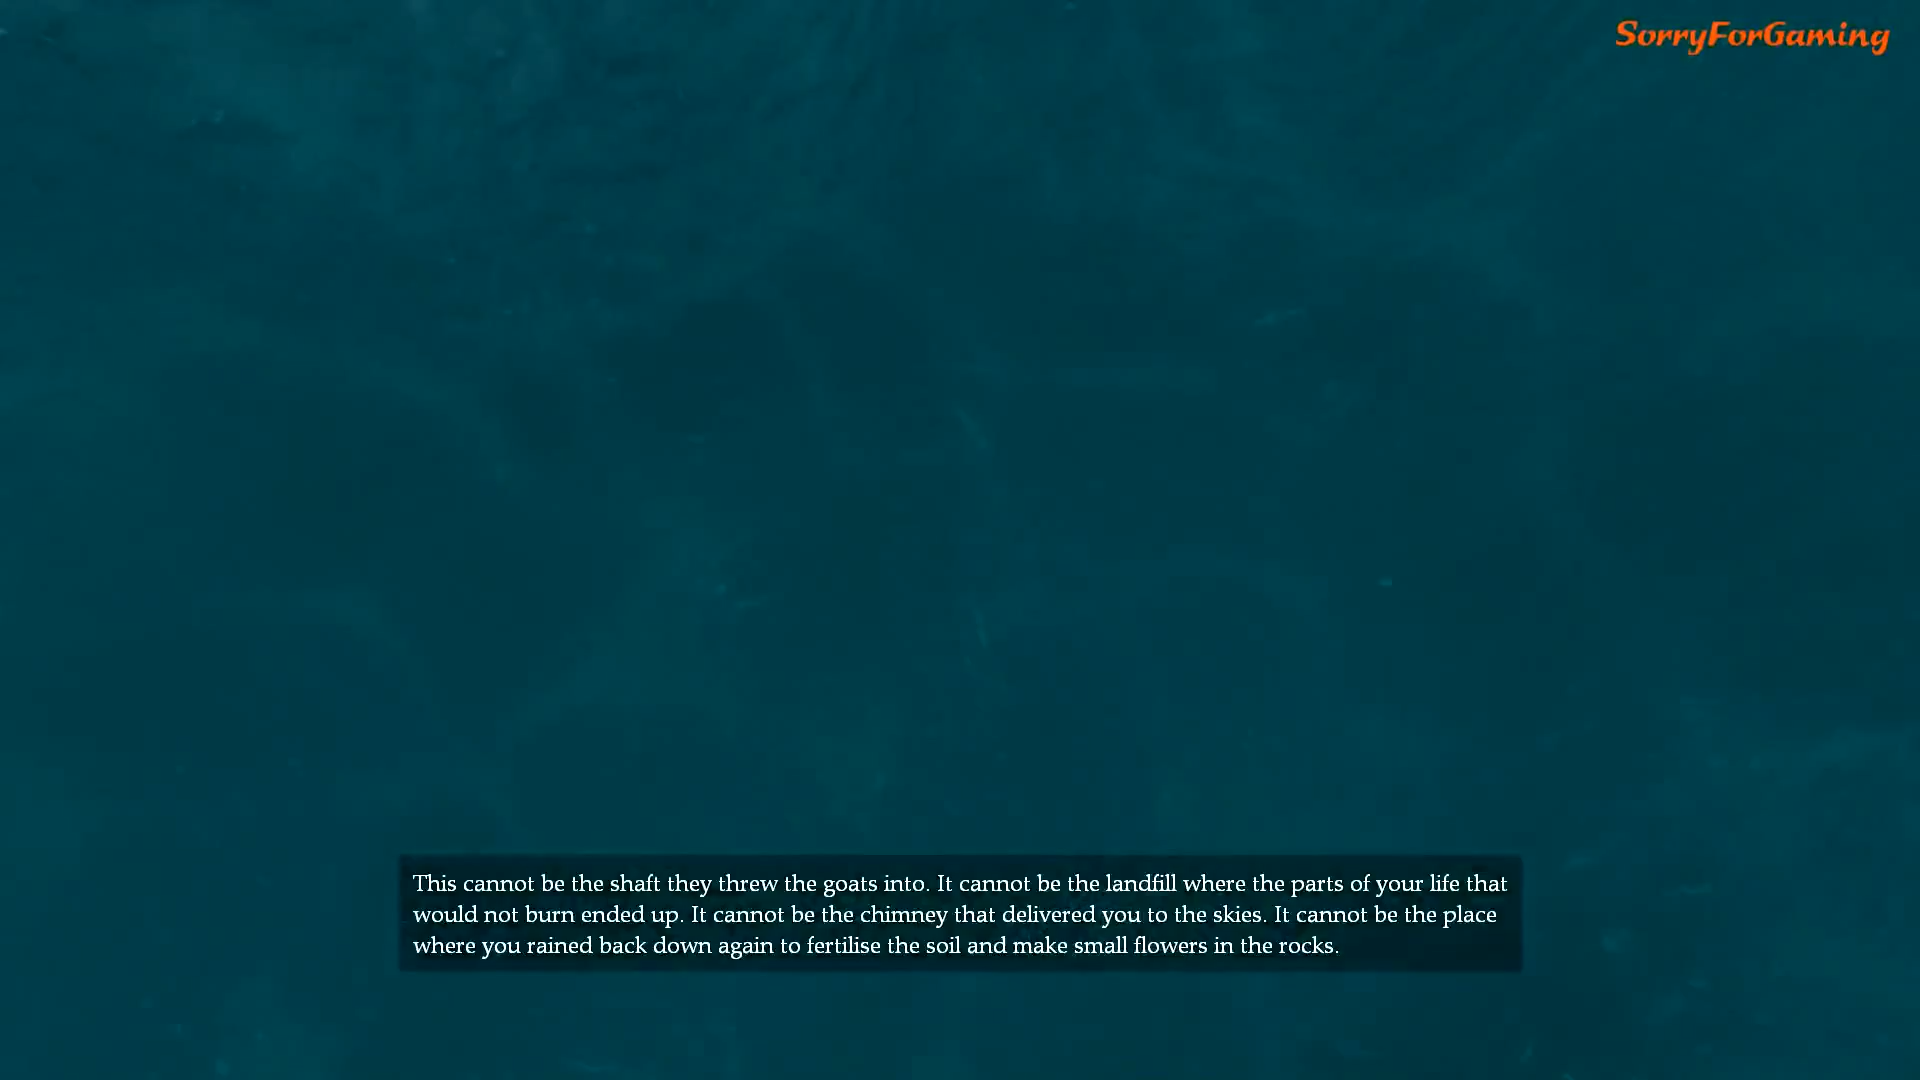 SorryForGaming
This cannot be the shaft they threw the goats into. It cannot be the landfill where the parts of your life that
would not burn ended up. It cannot be the chimney that delivered you to the skies. It cannot be the place
where you rained back down again to fertilise the soil and make small flowers in the rocks.